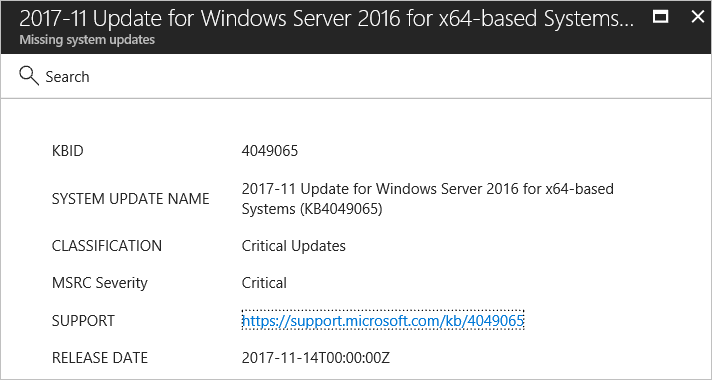 2017-11 Update for Windows Server 2016 for x64-based Systems...
Missing system updates
Search
KBID 4049065
SYSTEM UPDATE NAME 2017-11 Update for Windows Server 2016 for x64-based
Systems (KB4049065)
CLASSIFICATION Critical Updates
MSRC Severity Critical
SUPPORT https://support.microsoft.com/kb/4049065
RELEASE DATE 2017-11-14T00:00:00Z